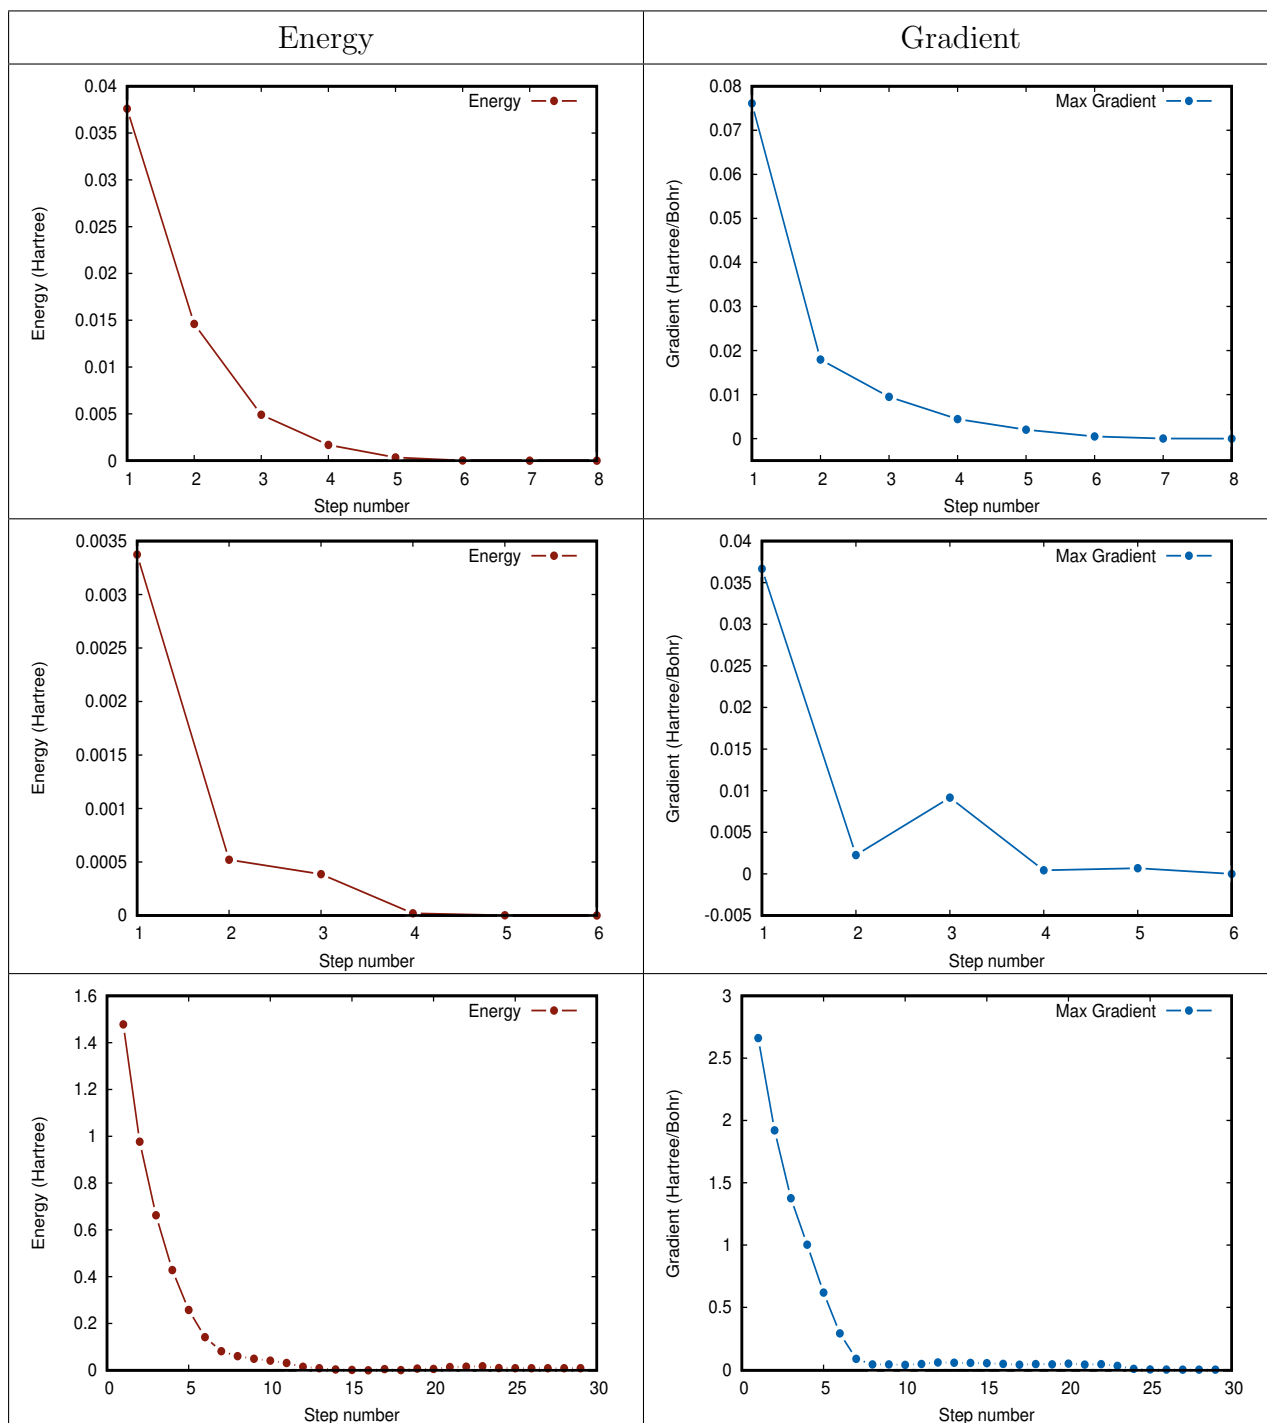 Energy
Gradient
Energy
0.04
0.035
0.03
0.025
0.02
0.015
0.01
0.005
0
1 2 3 4 5 6 7 8
Energy (Hartree)
Step number
Max Gradient
0.08
0.07
0.06
0.05
0.04
0.03
0.02
0.01
0
1 2 3 4 5 6 7 8
Gradient (Hartree/Bohr)
Step number
Energy
0.0035
0.003
0.0025
0.002
0.0015
0.001
0.0005
0
1 2 3 4 5 6
Energy (Hartree)
Step number
Max Gradient
0.04
0.035
0.03
0.025
0.02
0.015
0.01
0.005
0
-0.005
1 2 3 4 5 6
Gradient (Hartree/Bohr)
Step number
Energy
1.6
1.4
1.2
1
0.8
0.6
0.4
0.2
0
0 5 10 15 20 25 30
Energy (Hartree)
Step number
Max Gradient
3
2.5
2
1.5
1
0.5
0
0 5 10 15 20 25 30
Gradient (Hartree/Bohr)
Step number